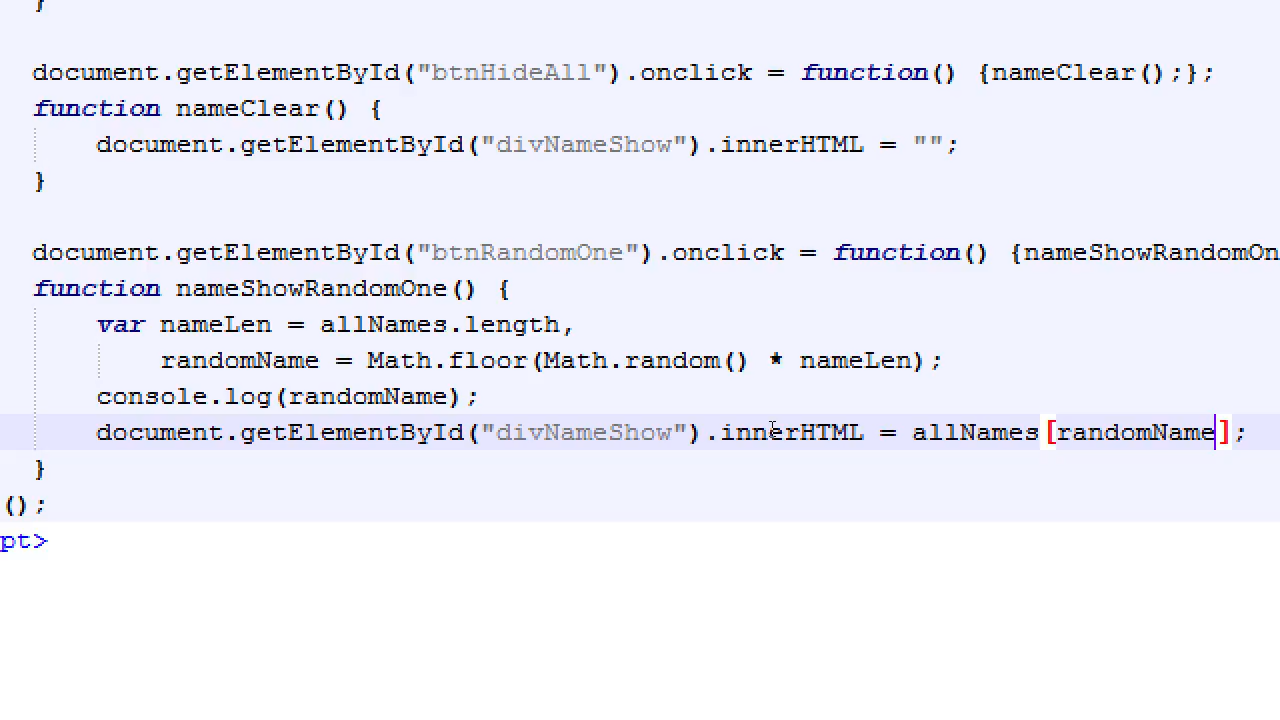 }
document.getElementById("btnHideAll").onclick = function() {nameClear();};
function nameClear() {
document.getElementById("divNameShow").innerHTML = "";
}
document.getElementById("btnRandomOne").onclick = function() {nameShowRandomOn
function nameShowRandomOne() {
var nameLen = allNames.length,
randomName = Math.floor(Math.random() * nameLen);
console.log(randomName);
document.getElementById("divNameShow").innerHTML = allNames[randomName];
}
();
pt>